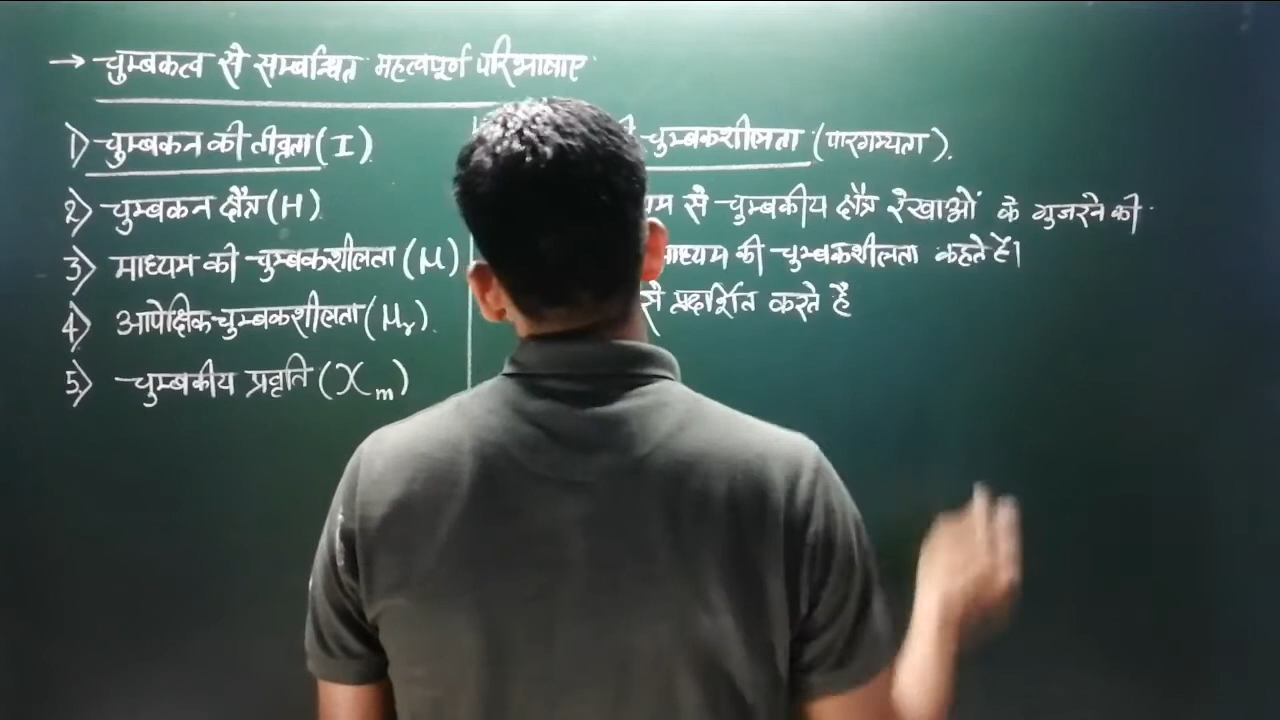 → चुम्बकत्व से सम्बन्धित महत्वपूर्ण परिभाषाए
1) चुम्बकन की तीव्रता (I)
2) चुम्बकन क्षैत्र (H)
3) माध्यम की चुम्बकशीलता (μ)
4) आपेक्षिक चुम्बकशीलता (μr).
5) चुम्बकीय प्रवृति (χm)
चुम्बकशीलता (पारगम्यता).
से चुम्बकीय क्षैत्र रेखाओं के गुजरने की
माध्यम की चुम्बकशीलता कहते है।
से प्रदर्शित करते है